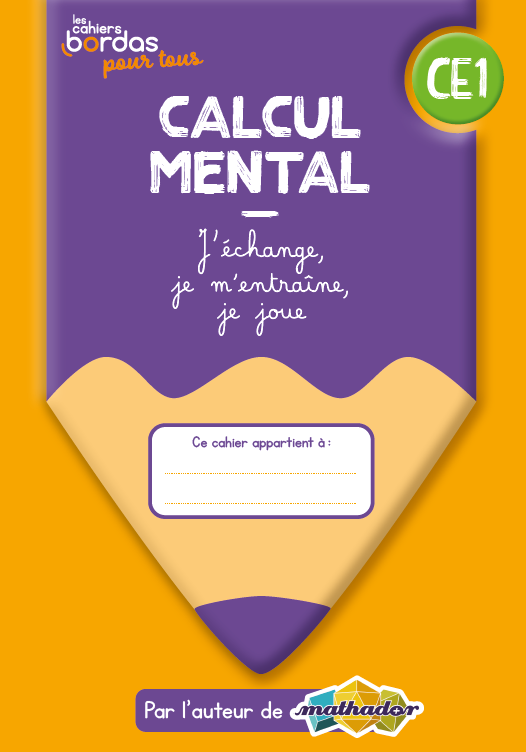 les
cahiers
bordas
pour tous
CE1
CALCUL
MENTAL
J'échange,
je m'entraîne,
je joue
Ce cahier appartient à :
Par l'auteur de mathador